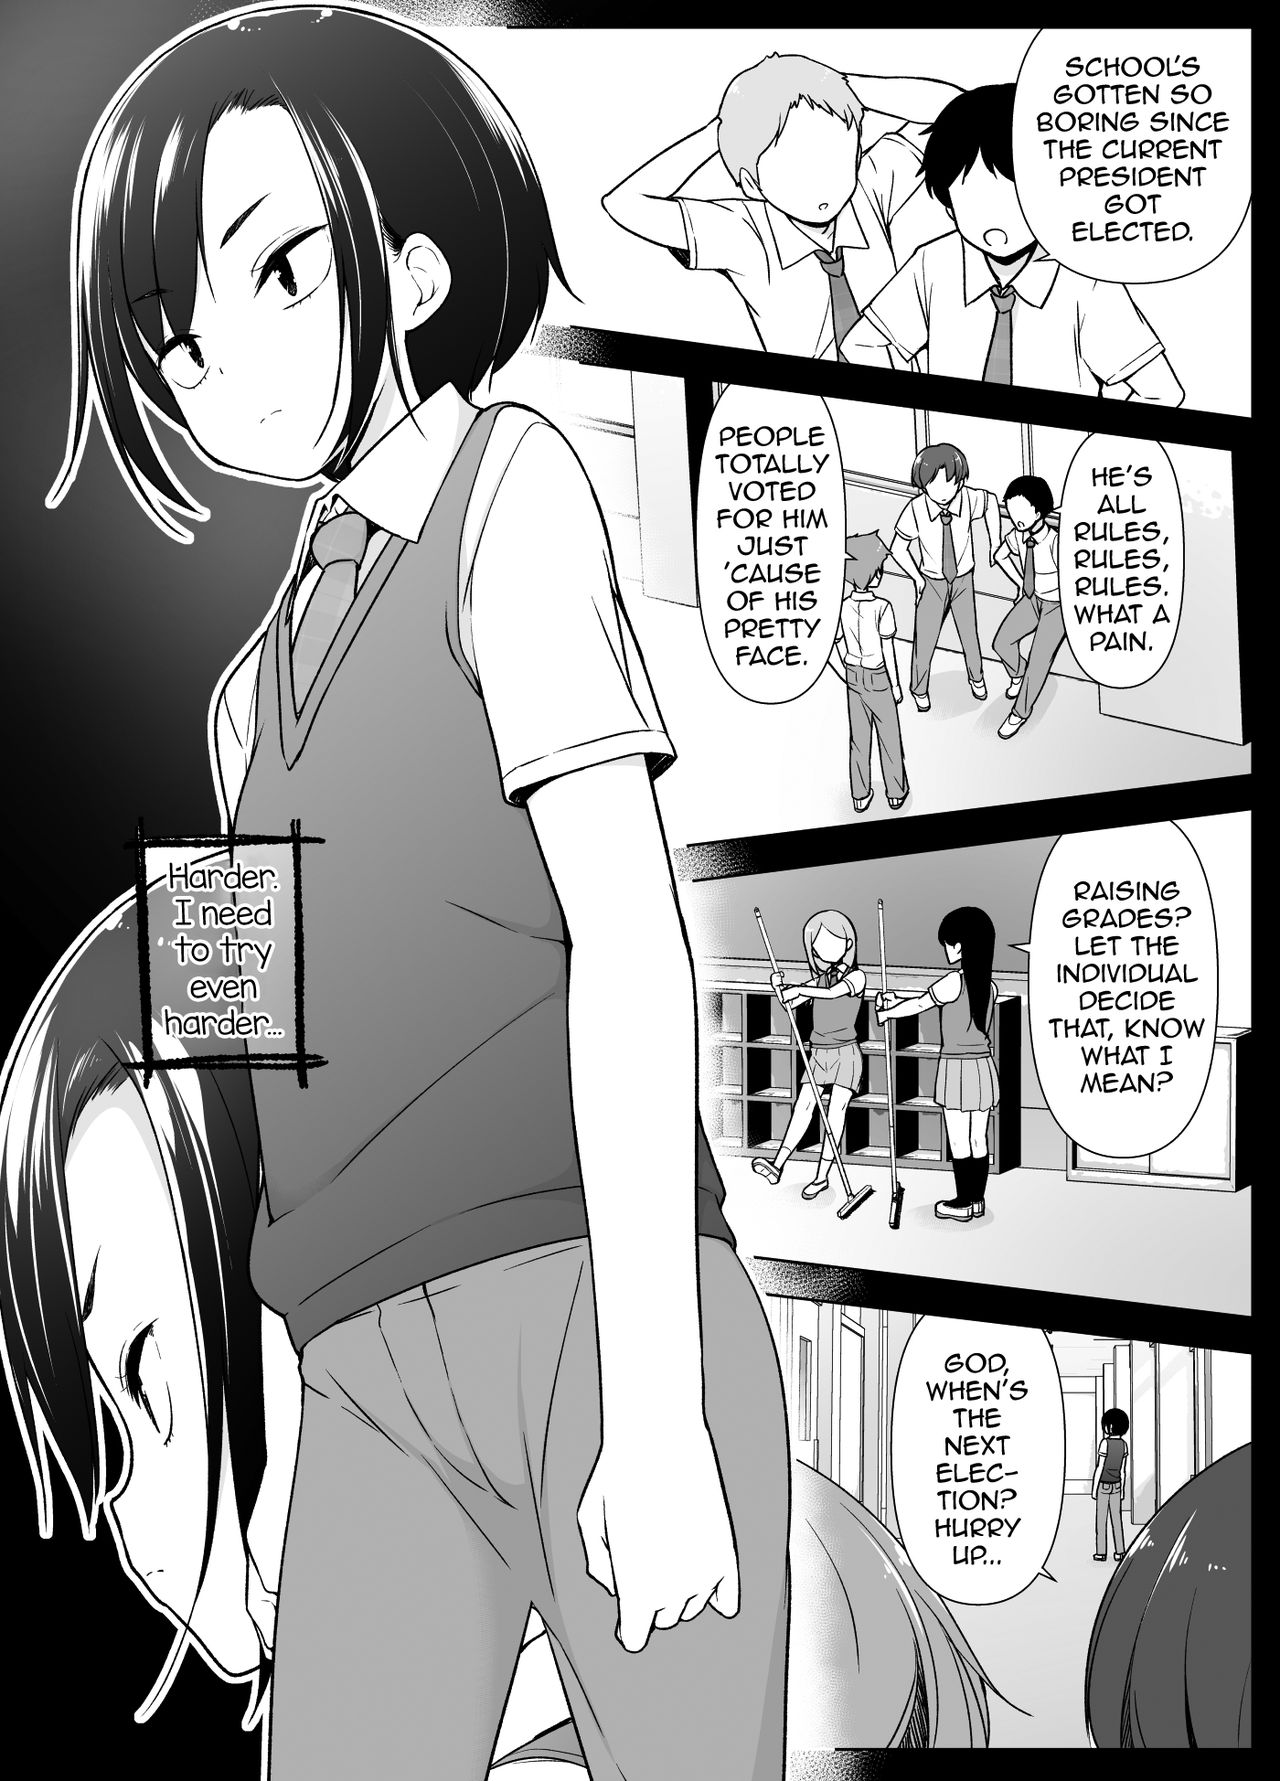 SCHOOL'S
GOTTEN SO
BORING SINCE
THE CURRENT
PRESIDENT
GOT
ELECTED.
HE'S
ALL
RULES,
RULES,
RULES.
WHAT A
PAIN.
PEOPLE
TOTALLY
VOTED
FOR HIM
JUST
'CAUSE
OF HIS
PRETTY
FACE.
RAISING
GRADES?
LET THE
INDIVIDUAL
DECIDE
THAT, KNOW
WHAT I
MEAN?
GOD,
WHEN'S
THE
NEXT
ELEC-
TION?
HURRY
UP...
Harder.
I need
to try
even
harder...